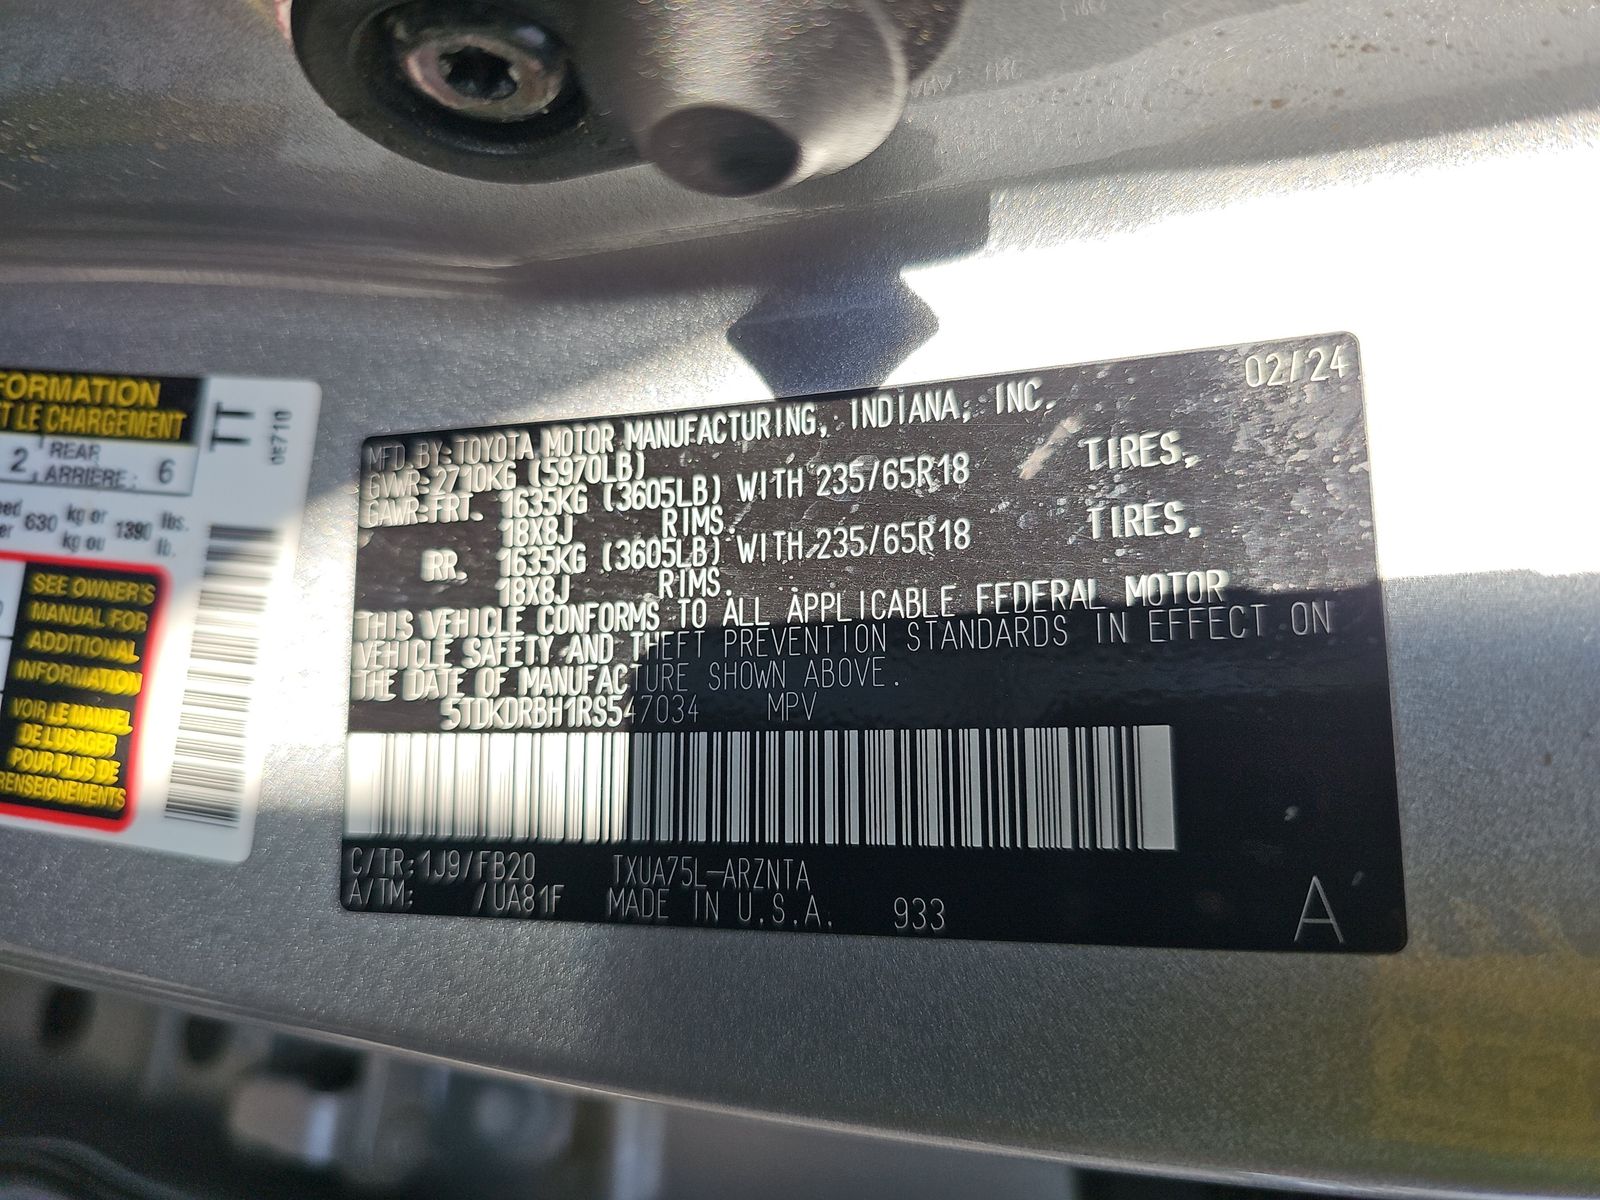 FORMATION
ET LE CHARGEMENT
2 REAR ARRIÈRE: 6
630 kg or kg ou 1390 lbs. lb.
SEE OWNER'S
MANUAL FOR
ADDITIONAL
INFORMATION
VOIR LE MANUEL
DE L'USAGER
POUR PLUS DE
RENSEIGNEMENTS
TT
0E710
02/24
MFD. BY: TOYOTA MOTOR MANUFACTURING, INDIANA, INC.
GVWR: 2710KG (5970LB)
GAWR: FRT. 1635KG (3605LB) WITH 235/65R18 TIRES,
18X8J RIMS.
RR. 1635KG (3605LB) WITH 235/65R18 TIRES,
18X8J RIMS.
THIS VEHICLE CONFORMS TO ALL APPLICABLE FEDERAL MOTOR
VEHICLE SAFETY AND THEFT PREVENTION STANDARDS IN EFFECT ON
THE DATE OF MANUFACTURE SHOWN ABOVE.
5TDKDRBH1RS547034 MPV
C/TR: 1J9/FB20 TXUA75L-ARZNTA
A/TM: /UA81F MADE IN U.S.A. 933 A